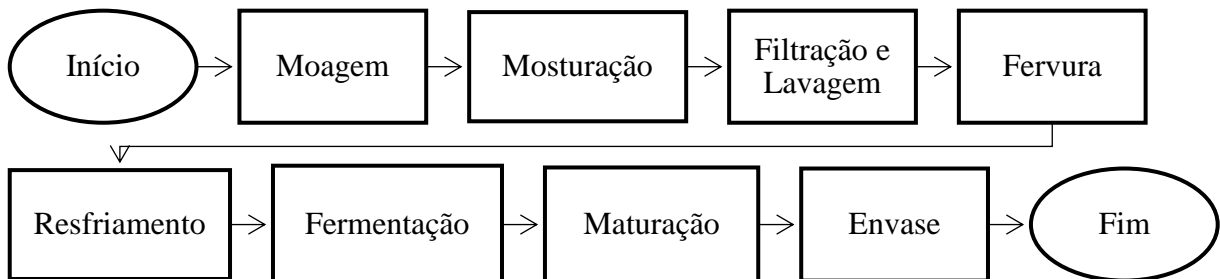 Início
Moagem
Mosturação
Filtração e
Lavagem
Fervura
Resfriamento
Fermentação
Maturação
Envase
Fim